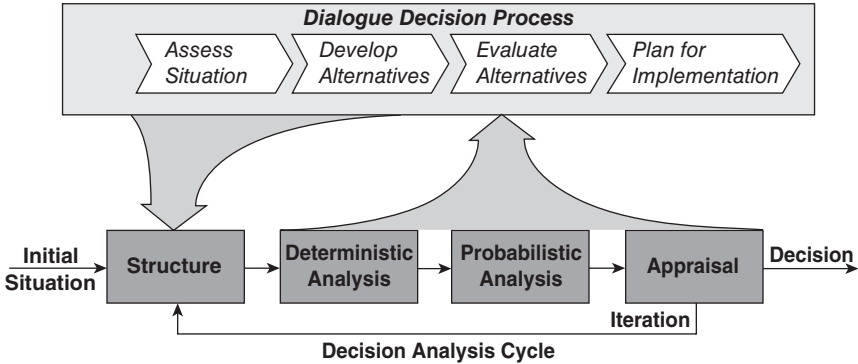 Dialogue Decision Process
Assess
Situation
Develop
Alternatives
Evaluate
Alternatives
Plan for
Implementation
Initial
Situation
Structure
Deterministic
Analysis
Probabilistic
Analysis
Appraisal
Decision
Iteration
Decision Analysis Cycle